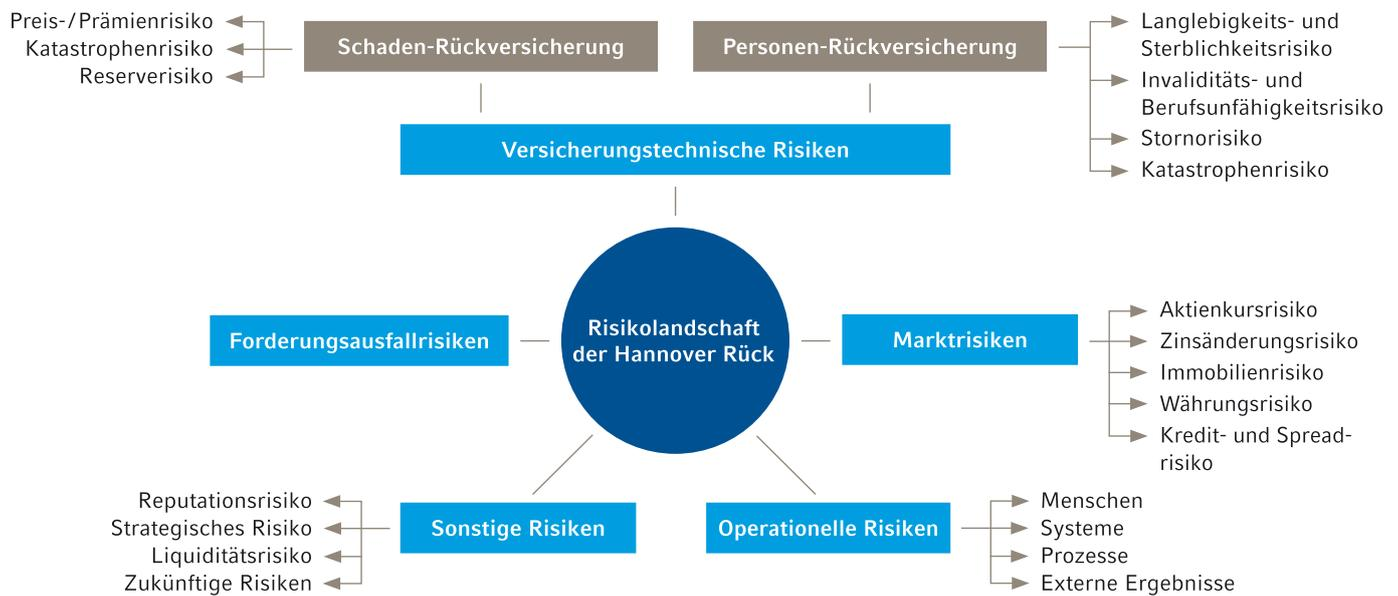 Preis-/Prämienrisiko
Katastrophenrisiko
Reserverisiko
Schaden-Rückversicherung
Personen-Rückversicherung
Langlebigkeits- und
Sterblichkeitsrisiko
Invaliditäts- und
Berufsunfähigkeitsrisiko
Stornorisiko
Katastrophenrisiko
Versicherungstechnische Risiken
Forderungsausfallrisiken
Risikolandschaft
der Hannover Rück
Marktrisiken
Aktienkursrisiko
Zinsänderungsrisiko
Immobilienrisiko
Währungsrisiko
Kredit- und Spread-
risiko
Reputationsrisiko
Strategisches Risiko
Liquiditätsrisiko
Zukünftige Risiken
Sonstige Risiken
Operationelle Risiken
Menschen
Systeme
Prozesse
Externe Ergebnisse